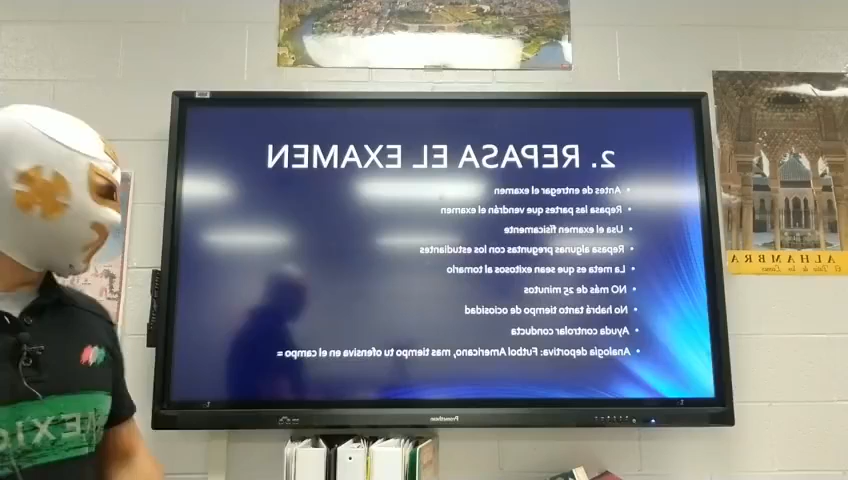 2. REPASA EL EXAMEN
• Antes de entregar el examen
• Repasa las partes que vendrán el examen
• Usa el examen físicamente
• Repasa algunas preguntas con los estudiantes
• La meta es que sean exitosos al tomarlo
• NO más de 25 minutos
• No habrá tanto tiempo de ociosidad
• Ayuda controlar conducta
• Analogía deportiva: Futbol Americano, mas tiempo tu ofensiva en el campo =
Promethean
ALHAMBRA
MEXICO